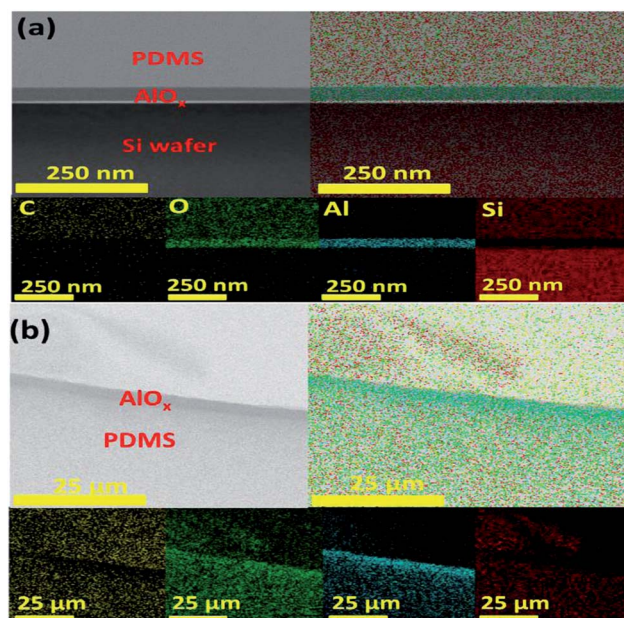 (a)
PDMS
AlOₓ
Si wafer
250 nm 250 nm
C O Al Si
250 nm 250 nm 250 nm 250 nm
(b)
AlOₓ
PDMS
25 μm 25 μm
25 μm 25 μm 25 μm 25 μm